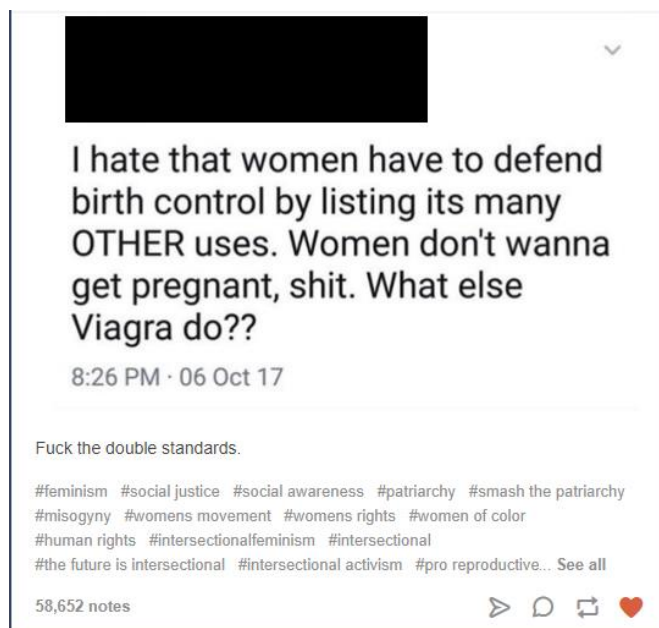 I hate that women have to defend
birth control by listing its many
OTHER uses. Women don't wanna
get pregnant, shit. What else
Viagra do??
8:26 PM · 06 Oct 17
Fuck the double standards.
#feminism #social justice #social awareness #patriarchy #smash the patriarchy
#misogyny #womens movement #womens rights #women of color
#human rights #intersectionalfeminism #intersectional
#the future is intersectional #intersectional activism #pro reproductive... See all
58,652 notes